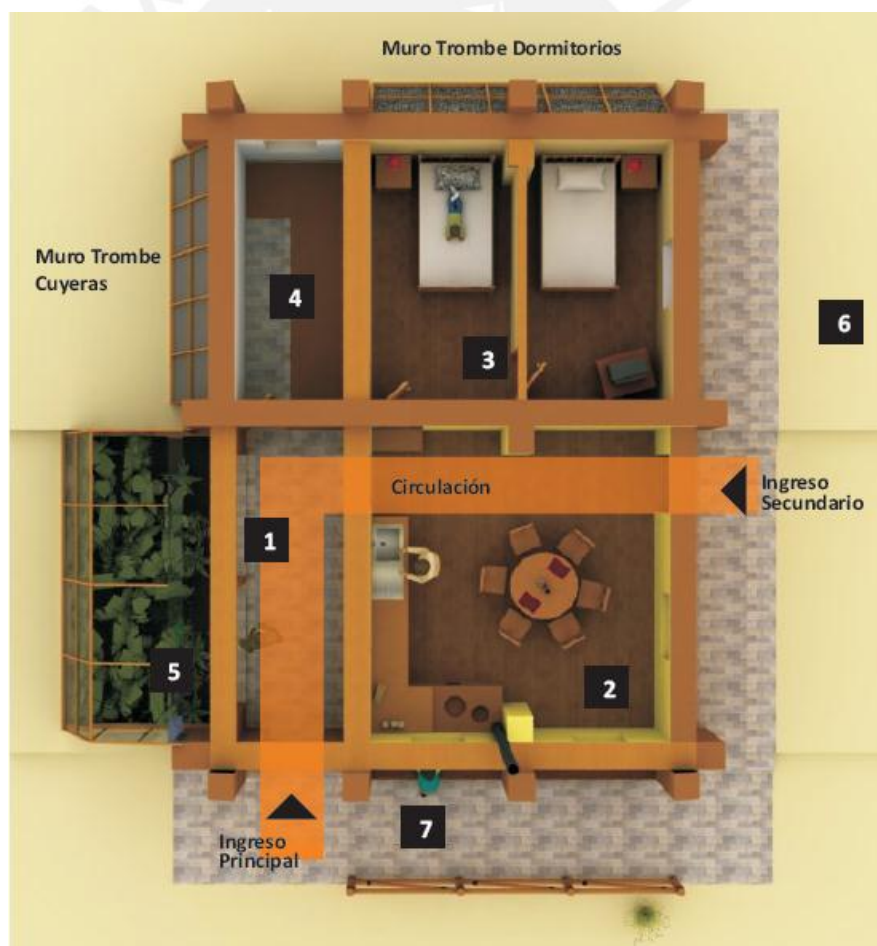 Muro Trombe Dormitorios
Muro Trombe
Cuyeras
4
3
6
Circulación
Ingreso
Secundario
1
5
2
7
Ingreso
Principal